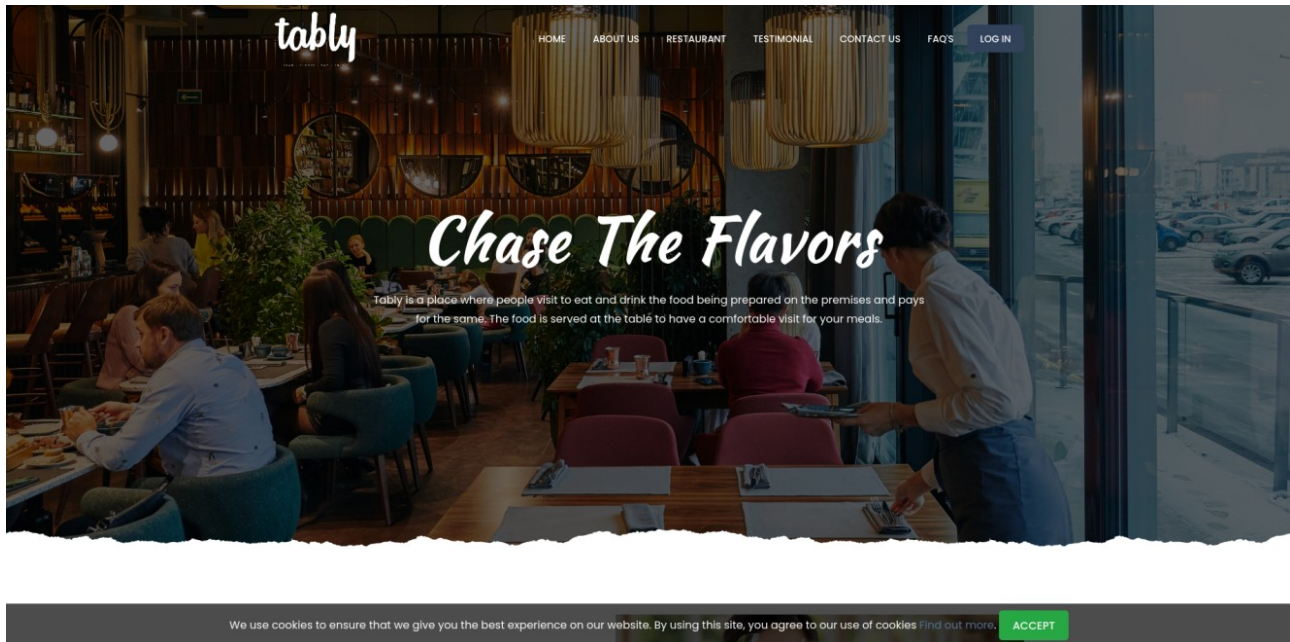 tably
HOME ABOUT US RESTAURANT TESTIMONIAL CONTACT US FAQ'S LOG IN
Chase The Flavors
Tably is a place where people visit to eat and drink the food being prepared on the premises and pays
for the same. The food is served at the table to have a comfortable visit for your meals.
We use cookies to ensure that we give you the best experience on our website. By using this site, you agree to our use of cookies Find out more. ACCEPT